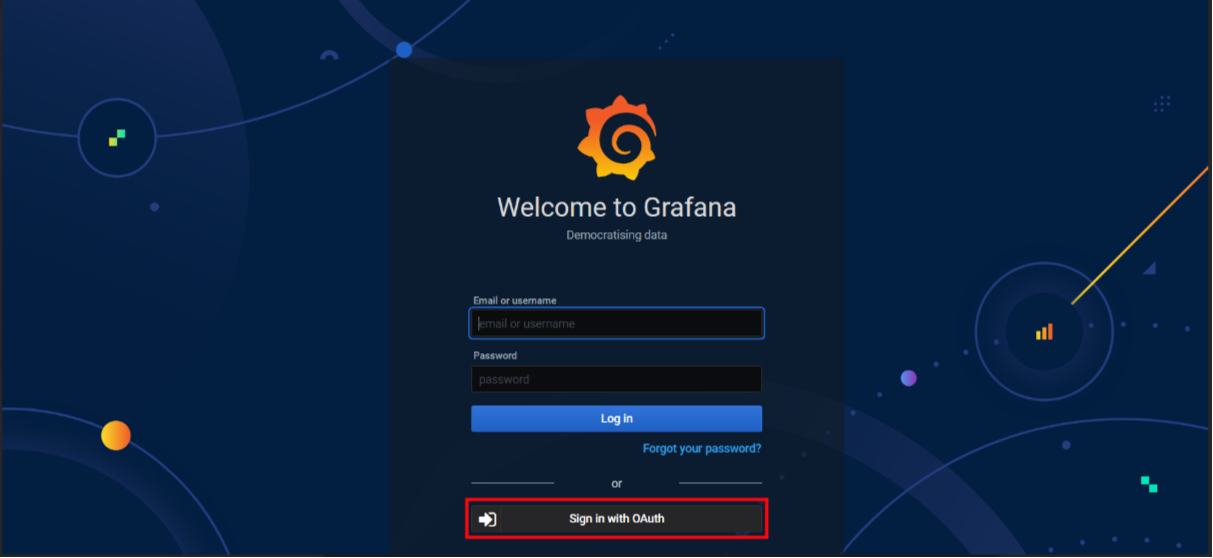 Welcome to Grafana
Democratising data
Email or username
email or username
Password
password
Log in
Forgot your password?
or
Sign in with OAuth